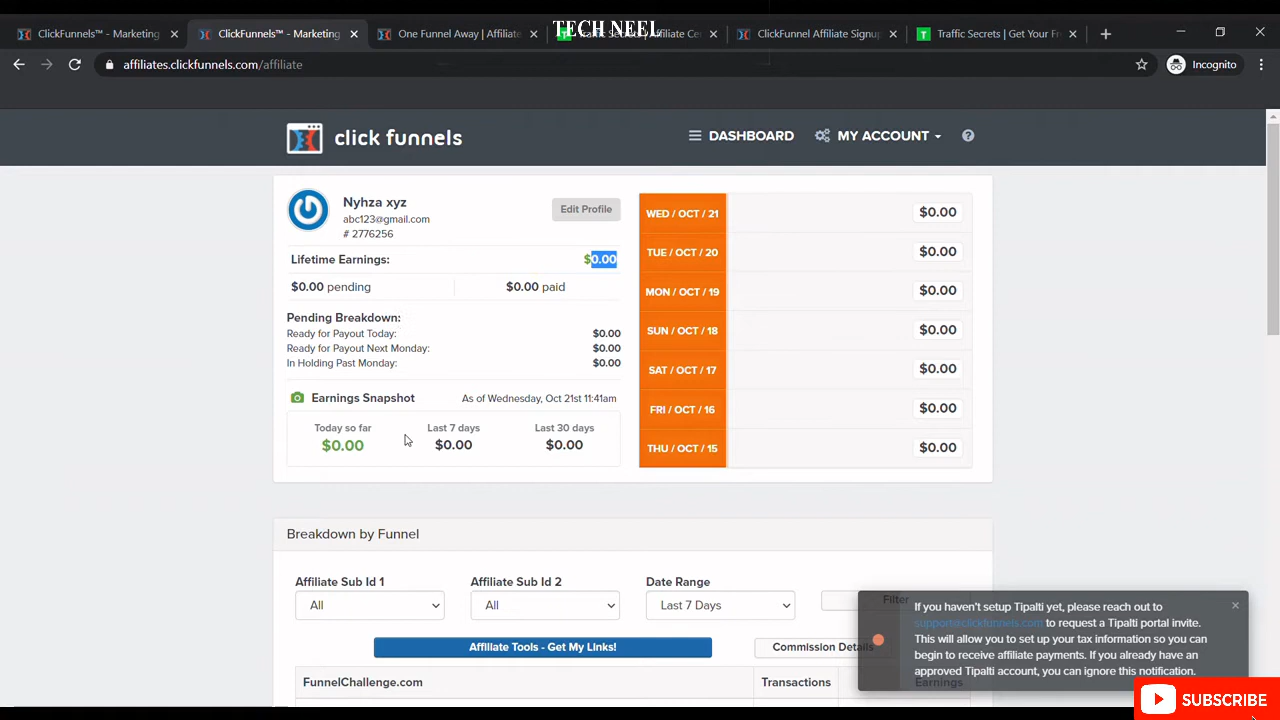 TECH NEEL
ClickFunnels™ - Marketing
ClickFunnels™ - Marketing
One Funnel Away | Affiliate
Affiliate Ce
ClickFunnel Affiliate Signup
Traffic Secrets | Get Your Fr
affiliates.clickfunnels.com/affiliate
Incognito
click funnels
DASHBOARD
MY ACCOUNT
Nyhza xyz
abc123@gmail.com
# 2776256
Edit Profile
Lifetime Earnings: $0.00
$0.00 pending $0.00 paid
Pending Breakdown:
Ready for Payout Today: $0.00
Ready for Payout Next Monday: $0.00
In Holding Past Monday: $0.00
Earnings Snapshot As of Wednesday, Oct 21st 11:41am
Today so far Last 7 days Last 30 days
$0.00 $0.00 $0.00
WED / OCT / 21 $0.00
TUE / OCT / 20 $0.00
MON / OCT / 19 $0.00
SUN / OCT / 18 $0.00
SAT / OCT / 17 $0.00
FRI / OCT / 16 $0.00
THU / OCT / 15 $0.00
Breakdown by Funnel
Affiliate Sub Id 1 Affiliate Sub Id 2 Date Range
All All Last 7 Days Filter
Affiliate Tools - Get My Links! Commission Details
FunnelChallenge.com Transactions Earnings
If you haven't setup Tipalti yet, please reach out to
support@clickfunnels.com to request a Tipalti portal invite.
This will allow you to set up your tax information so you can
begin to receive affiliate payments. If you already have an
approved Tipalti account, you can ignore this notification.
SUBSCRIBE